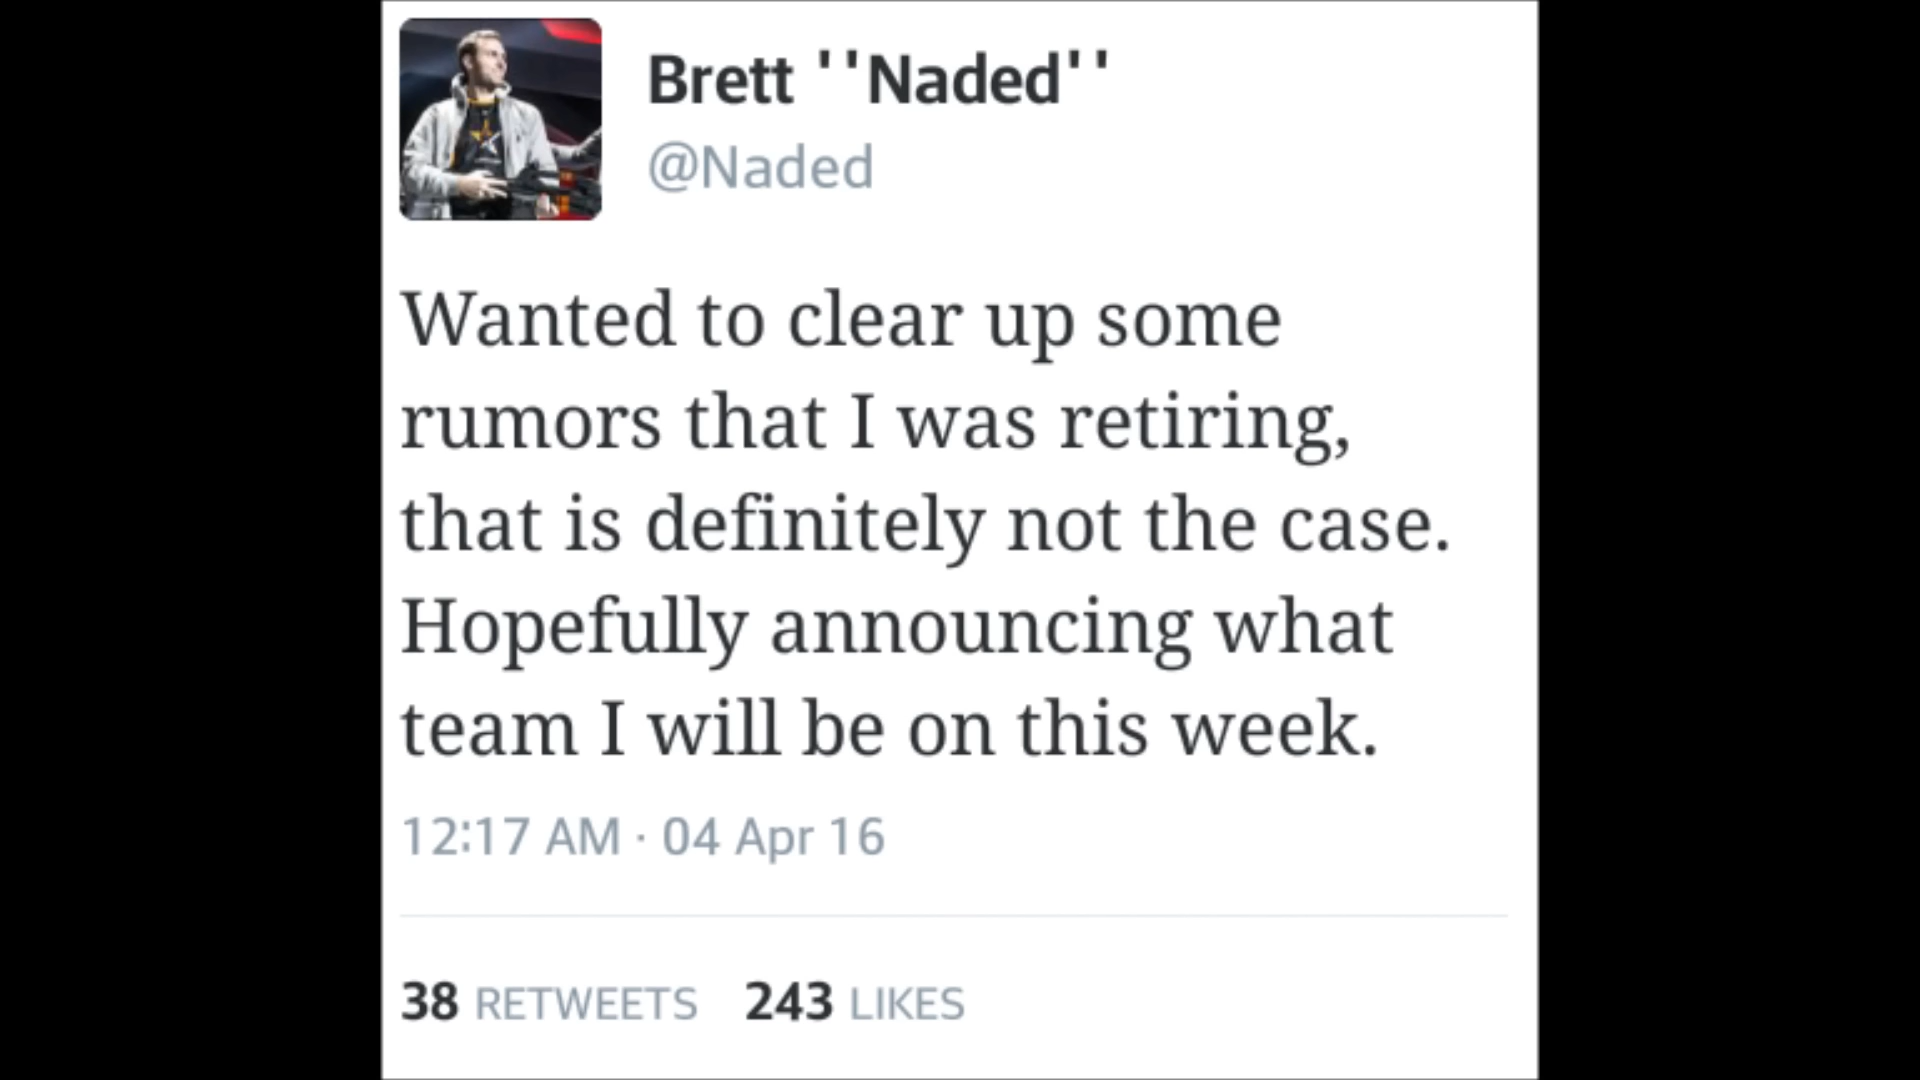 Brett ''Naded''
@Naded
Wanted to clear up some
rumors that I was retiring,
that is definitely not the case.
Hopefully announcing what
team I will be on this week.
12:17 AM · 04 Apr 16
38 RETWEETS 243 LIKES